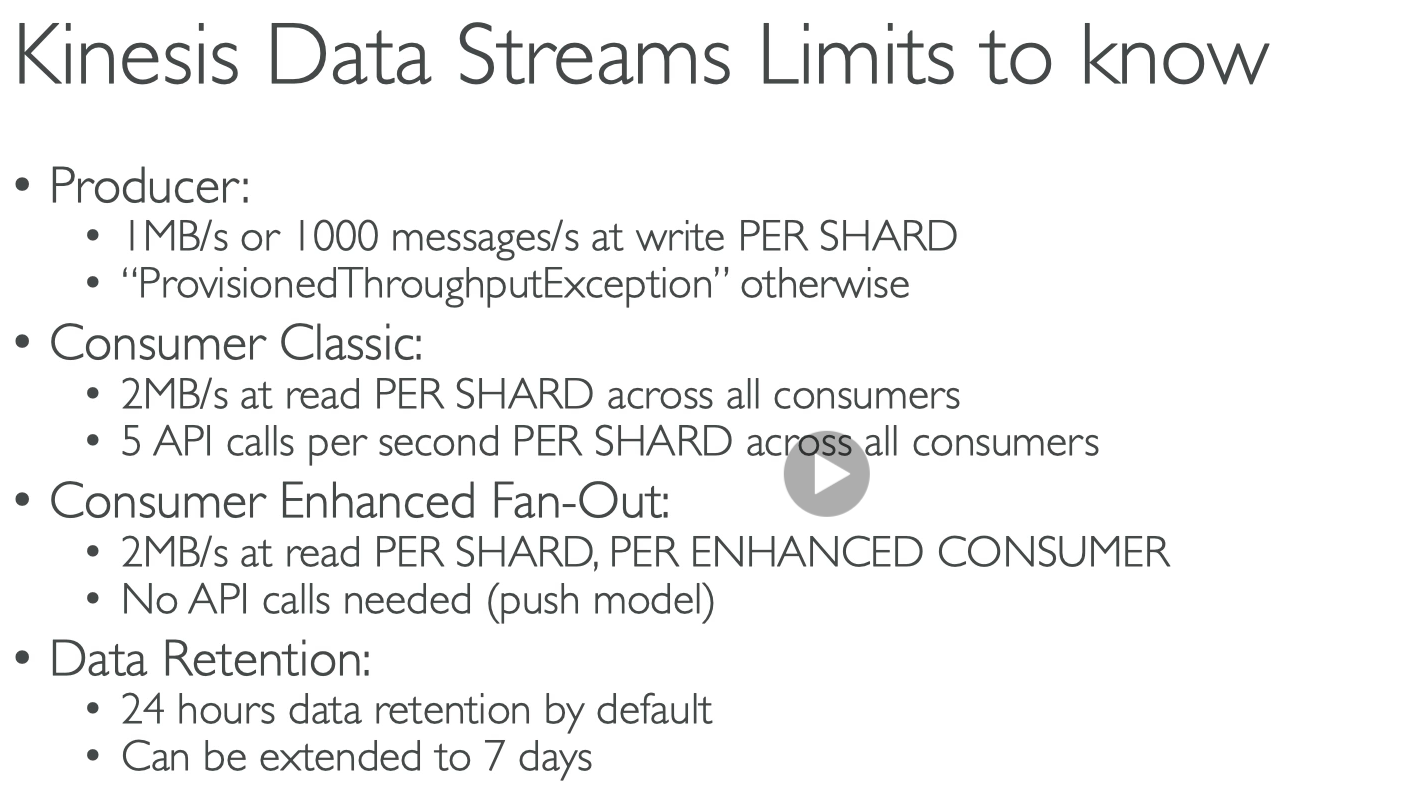 Kinesis Data Streams Limits to know
• Producer:
• 1MB/s or 1000 messages/s at write PER SHARD
• “ProvisionedThroughputException” otherwise
• Consumer Classic:
• 2MB/s at read PER SHARD across all consumers
• 5 API calls per second PER SHARD across all consumers
• Consumer Enhanced Fan-Out:
• 2MB/s at read PER SHARD, PER ENHANCED CONSUMER
• No API calls needed (push model)
• Data Retention:
• 24 hours data retention by default
• Can be extended to 7 days